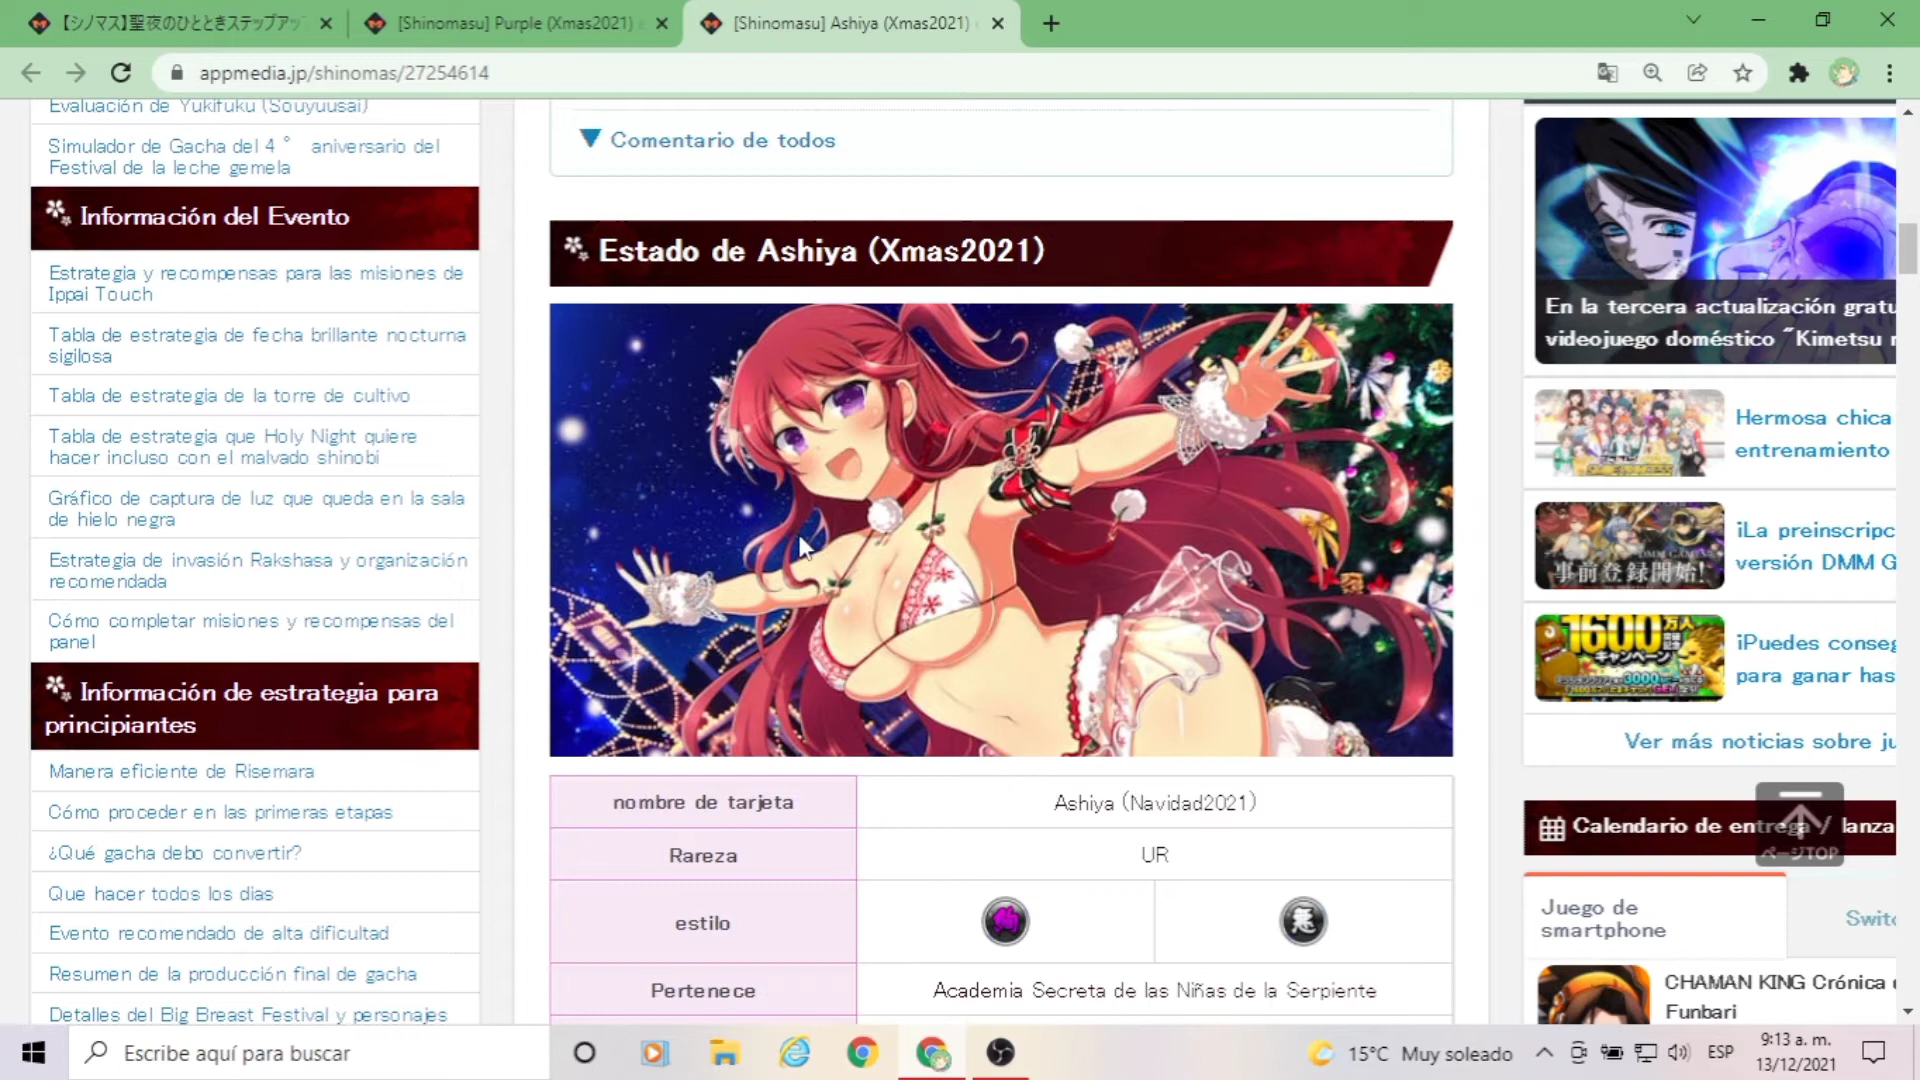 【シノマス】聖夜のひとときステップアッ
[Shinomasu] Purple (Xmas2021)
[Shinomasu] Ashiya (Xmas2021)
appmedia.jp/shinomas/27254614
Evaluación de Yukifuku (Souyuusai)
Simulador de Gacha del 4 ° aniversario del
Festival de la leche gemela
Información del Evento
Estrategia y recompensas para las misiones de
Ippai Touch
Tabla de estrategia de fecha brillante nocturna
sigilosa
Tabla de estrategia de la torre de cultivo
Tabla de estrategia que Holy Night quiere
hacer incluso con el malvado shinobi
Gráfico de captura de luz que queda en la sala
de hielo negra
Estrategia de invasión Rakshasa y organización
recomendada
Cómo completar misiones y recompensas del
panel
Información de estrategia para
principiantes
Manera eficiente de Risemara
Cómo proceder en las primeras etapas
¿Qué gacha debo convertir?
Que hacer todos los dias
Evento recomendado de alta dificultad
Resumen de la producción final de gacha
Detalles del Big Breast Festival y personajes
▼ Comentario de todos
Estado de Ashiya (Xmas2021)
nombre de tarjeta
Ashiya (Navidad2021)
Rareza
UR
estilo
悪
Pertenece
Academia Secreta de las Niñas de la Serpiente
En la tercera actualización gratu
videojuego doméstico "Kimetsu n
Hermosa chica
entrenamiento
DMM GAMES
事前登録開始!
¡La preinscripc
versión DMM G
1600万人
キャンペーン
3000
¡Puedes conseg
para ganar has
Ver más noticias sobre ju
Calendario de entrega / lanza
ページTOP
Juego de
smartphone
Switc
CHAMAN KING Crónica
Funbari
Escribe aquí para buscar
15°C Muy soleado
ESP
9:13 a. m.
13/12/2021